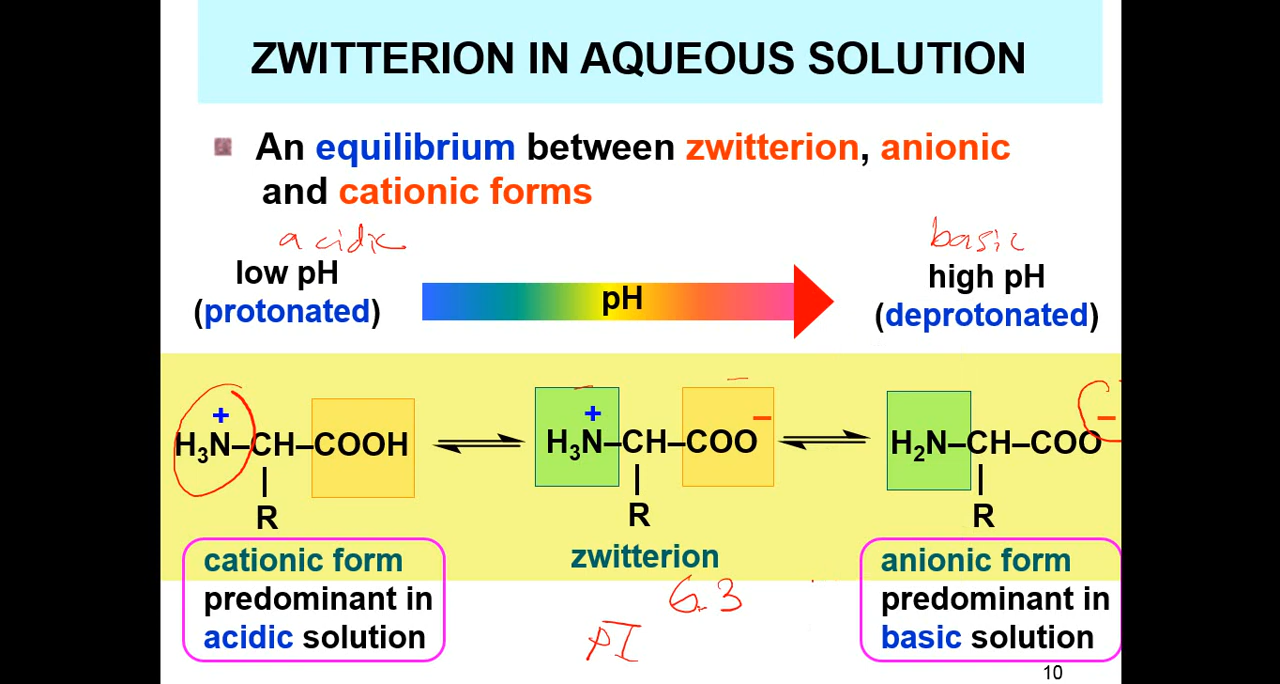 ZWITTERION IN AQUEOUS SOLUTION
An equilibrium between zwitterion, anionic
and cationic forms
acidic
basic
low pH
(protonated)
pH
high pH
(deprotonated)
H₃N⁺–CH–COOH
R
H₃N⁺–CH–COO⁻
R
H₂N–CH–COO⁻
R
cationic form
predominant in
acidic solution
zwitterion
6.3
pI
anionic form
predominant in
basic solution
10